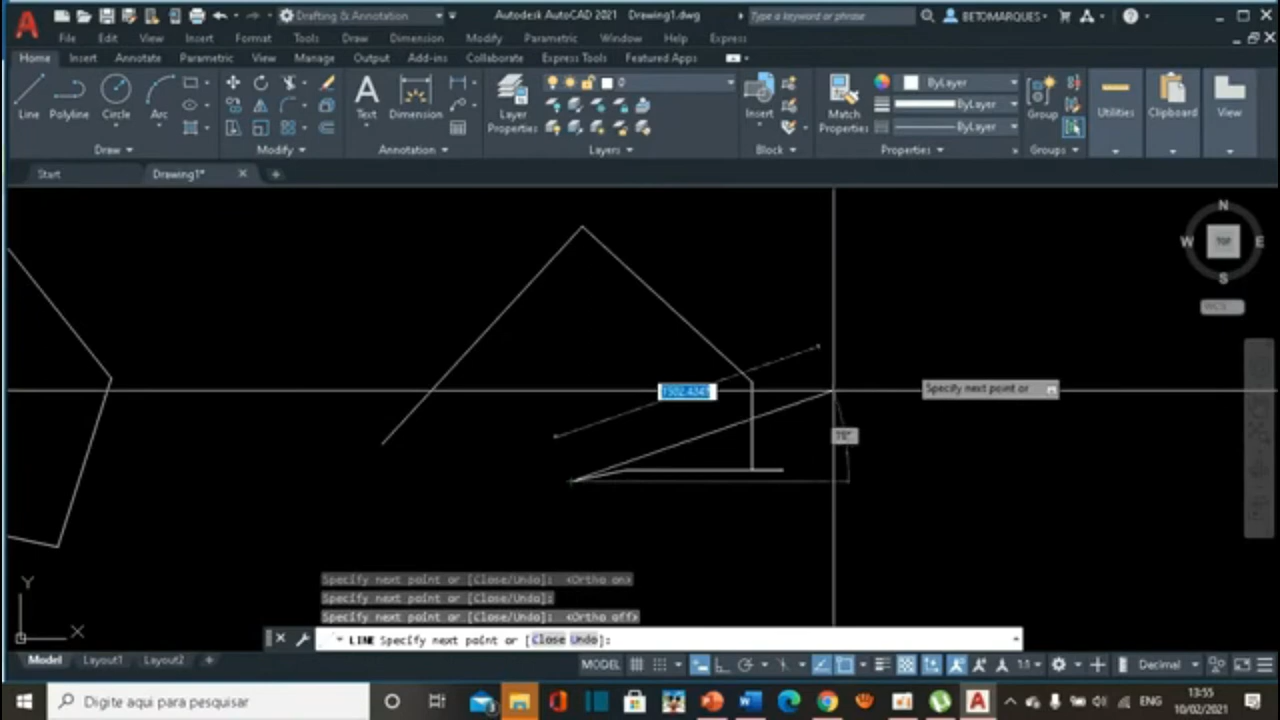 Drafting & Annotation
Autodesk AutoCAD 2021 Drawing1.dwg
Type a keyword or phrase
BETOMARQUES
File Edit View Insert Format Tools Draw Dimension Modify Parametric Window Help Express
Home Insert Annotate Parametric View Manage Output Add-ins Collaborate Express Tools Featured Apps
0
ByLayer
ByLayer
ByLayer
Line Polyline Circle Arc
Text Dimension
Layer Properties
Insert
Match Properties
Group
Utilities Clipboard View
Draw Modify Annotation Layers Block Properties Groups
Start Drawing1*
N
W TOP E
S
WCS
Specify next point or
Y
X
Specify next point or [Close/Undo]: <Ortho on>
Specify next point or [Close/Undo]:
Specify next point or [Close/Undo]: <Ortho off>
LINE Specify next point or [Close Undo]:
Model Layout1 Layout2 +
MODEL 1:1 Decimal
Digite aqui para pesquisar
ENG
13:55
10/02/2021